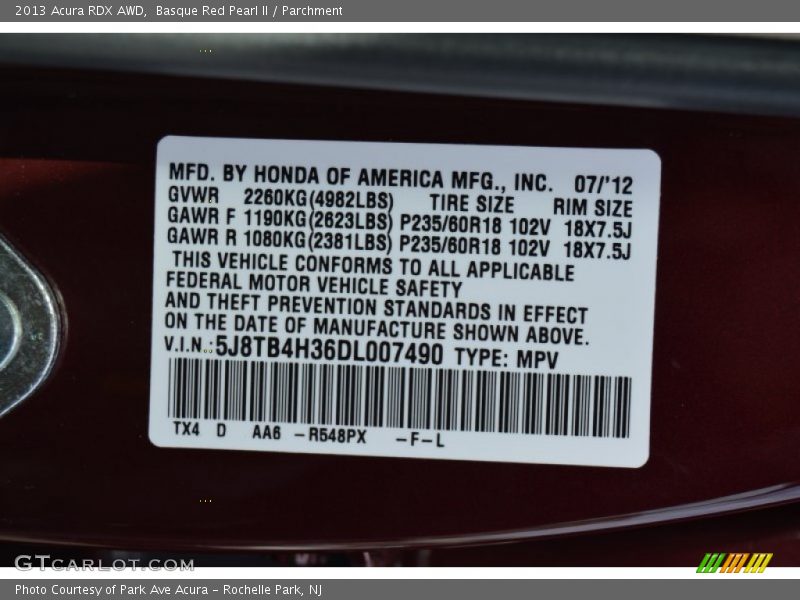 2013 Acura RDX AWD, Basque Red Pearl II / Parchment
MFD. BY HONDA OF AMERICA MFG., INC. 07/'12
GVWR 2260KG(4982LBS) TIRE SIZE RIM SIZE
GAWR F 1190KG(2623LBS) P235/60R18 102V 18X7.5J
GAWR R 1080KG(2381LBS) P235/60R18 102V 18X7.5J
THIS VEHICLE CONFORMS TO ALL APPLICABLE
FEDERAL MOTOR VEHICLE SAFETY
AND THEFT PREVENTION STANDARDS IN EFFECT
ON THE DATE OF MANUFACTURE SHOWN ABOVE.
V.I.N.:5J8TB4H36DL007490 TYPE: MPV
TX4 D AA6 -R548PX -F-L
GTCARLOT.COM
Photo Courtesy of Park Ave Acura - Rochelle Park, NJ